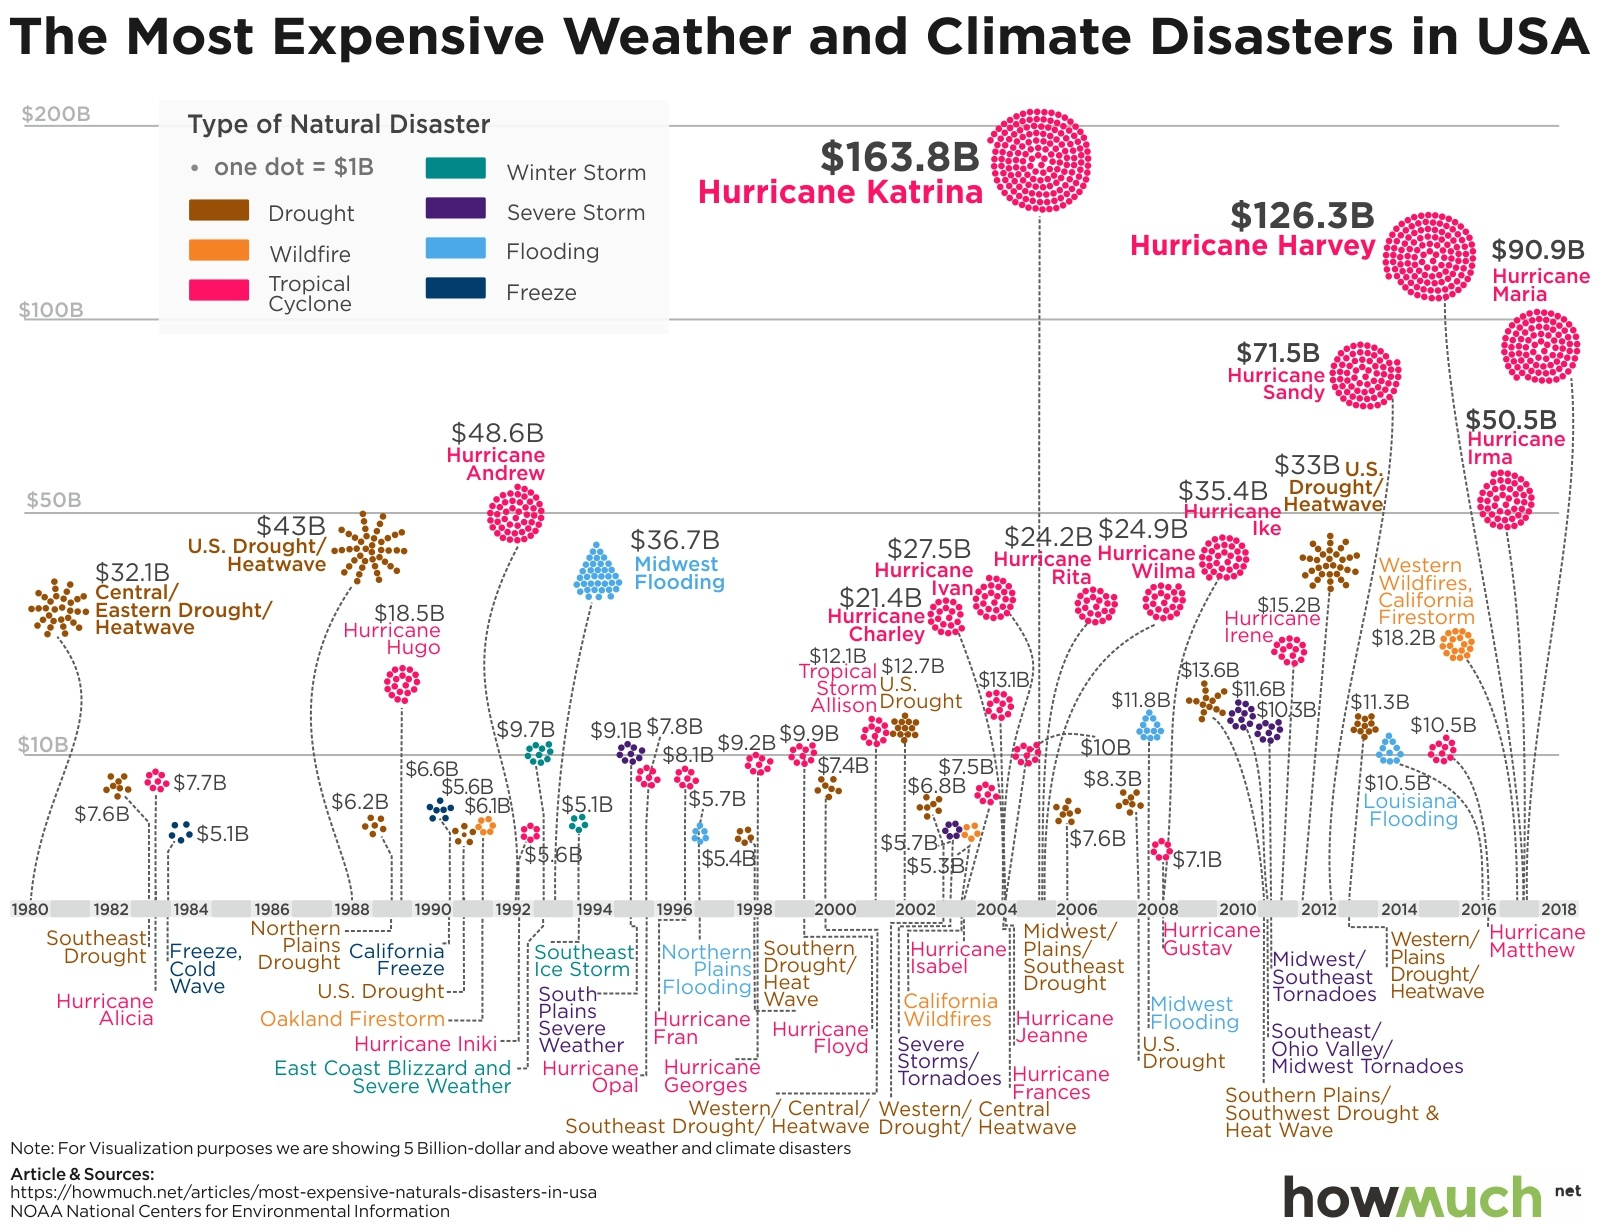 The Most Expensive Weather and Climate Disasters in USA
$200B
Type of Natural Disaster
one dot = $1B
Drought
Wildfire
Tropical
Cyclone
Winter Storm
Severe Storm
Flooding
Freeze
$163.8B
Hurricane Katrina
$126.3B
Hurricane Harvey
$90.9B
Hurricane
Maria
$100B
$71.5B
Hurricane
Sandy
$50.5B
Hurricane
Irma
$48.6B
Hurricane
Andrew
$50B
$33B U.S.
Drought/
Heatwave
$35.4B
Hurricane
Ike
$43B
U.S. Drought/
Heatwave
$36.7B
Midwest
Flooding
$27.5B
Hurricane
Ivan
$24.2B
Hurricane
Rita
$24.9B
Hurricane
Wilma
$32.1B
Central/
Eastern Drought/
Heatwave
$18.5B
Hurricane
Hugo
$21.4B
Hurricane
Charley
$15.2B
Hurricane
Irene
Western
Wildfires,
California
Firestorm
$18.2B
$12.1B
Tropical
Storm
Allison
$12.7B
U.S.
Drought
$13.1B
$11.8B
$13.6B
$11.6B
$10.3B
$11.3B
$10.5B
$10.5B
Louisiana
Flooding
$10B
$7.6B
$7.7B
$5.1B
$6.2B
$6.6B
$5.6B
$6.1B
$9.7B
$5.6B
$5.1B
$9.1B
$7.8B
$8.1B
$5.7B
$9.2B
$5.4B
$9.9B
$7.4B
$6.8B
$5.7B
$5.3B
$7.5B
$10B
$7.6B
$8.3B
$7.1B
1980 1982 1984 1986 1988 1990 1992 1994 1996 1998 2000 2002 2004 2006 2008 2010 2012 2014 2016 2018
Southeast
Drought
Hurricane
Alicia
Freeze,
Cold
Wave
Northern
Plains
Drought
California
Freeze
U.S. Drought
Oakland Firestorm
Hurricane Iniki
East Coast Blizzard and
Severe Weather
Southeast
Ice Storm
South
Plains
Severe
Weather
Hurricane
Opal
Northern
Plains
Flooding
Hurricane
Fran
Hurricane
Georges
Southern
Drought/
Heat
Wave
Hurricane
Floyd
Western/ Central/
Southeast Drought/ Heatwave
Hurricane
Isabel
California
Wildfires
Severe
Storms/
Tornadoes
Western/ Central
Drought/ Heatwave
Midwest/
Plains/
Southeast
Drought
Hurricane
Jeanne
Hurricane
Frances
Hurricane
Gustav
Midwest
Flooding
U.S.
Drought
Midwest/
Southeast
Tornadoes
Southeast/
Ohio Valley/
Midwest Tornadoes
Southern Plains/
Southwest Drought &
Heat Wave
Western/
Plains
Drought/
Heatwave
Hurricane
Matthew
Note: For Visualization purposes we are showing 5 Billion-dollar and above weather and climate disasters
Article & Sources:
https://howmuch.net/articles/most-expensive-naturals-disasters-in-usa
NOAA National Centers for Environmental Information
howmuch net